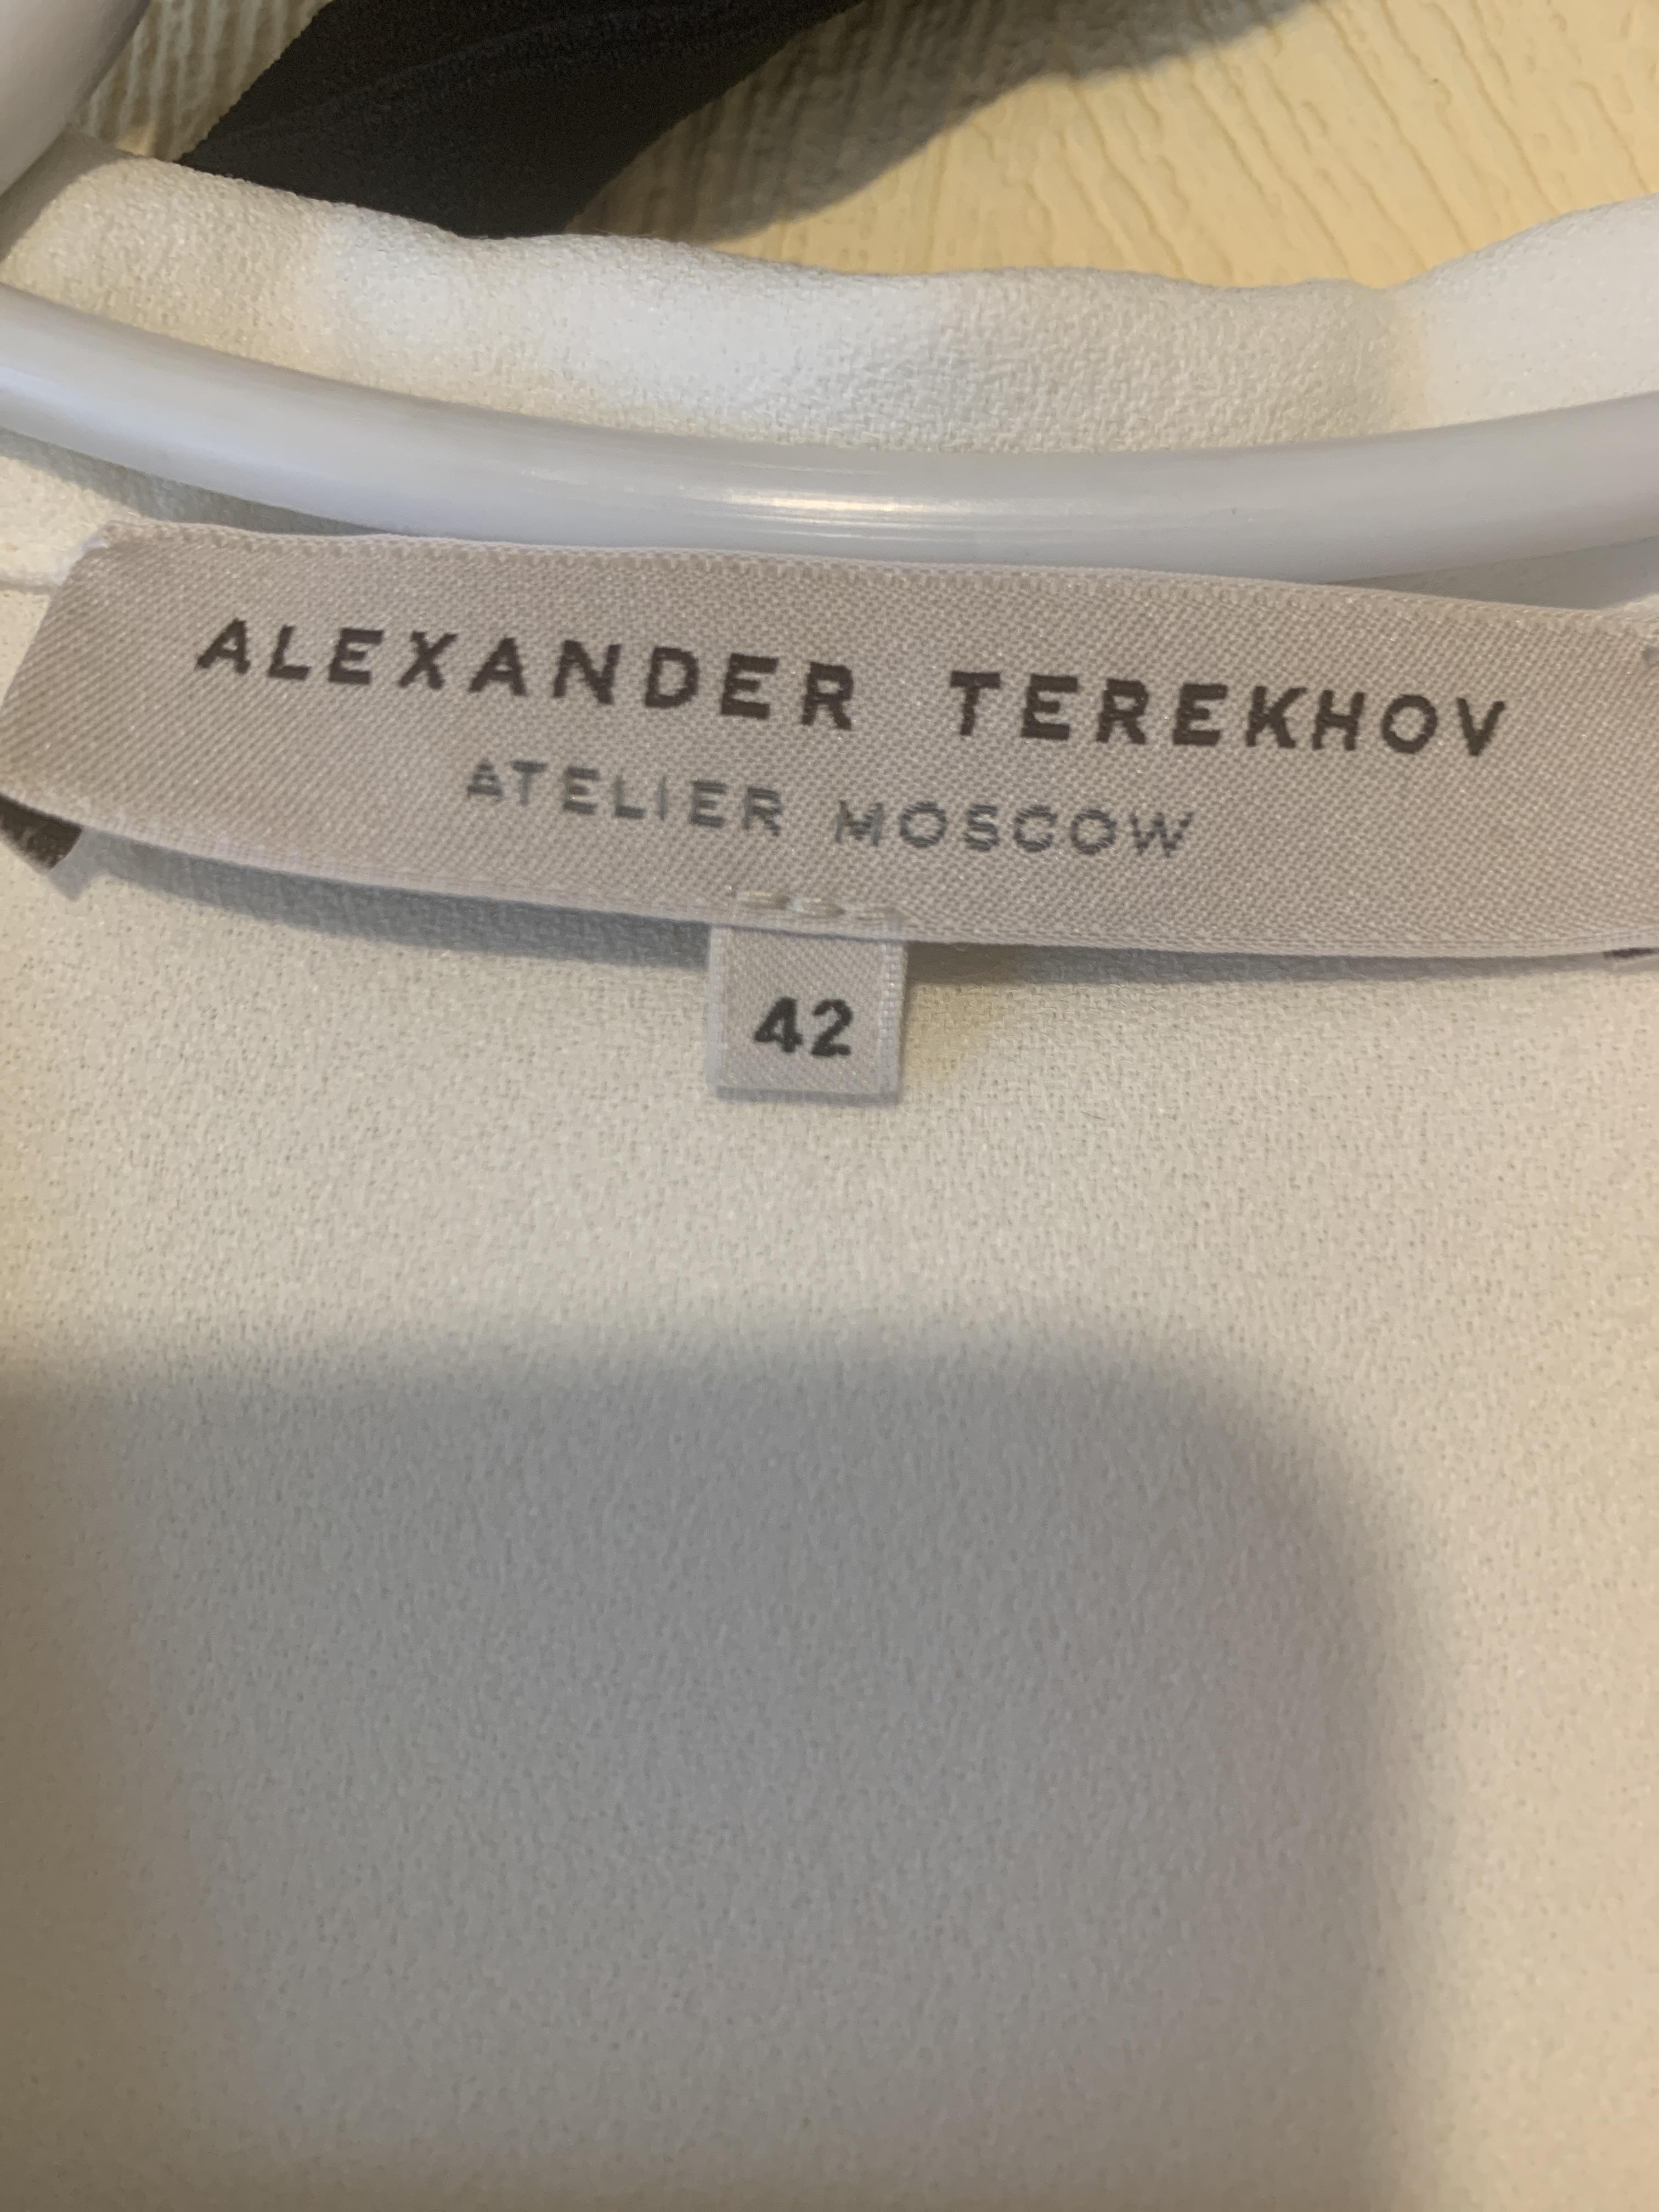 ALEXANDER TEREKHOV
ATELIER MOSCOW
42